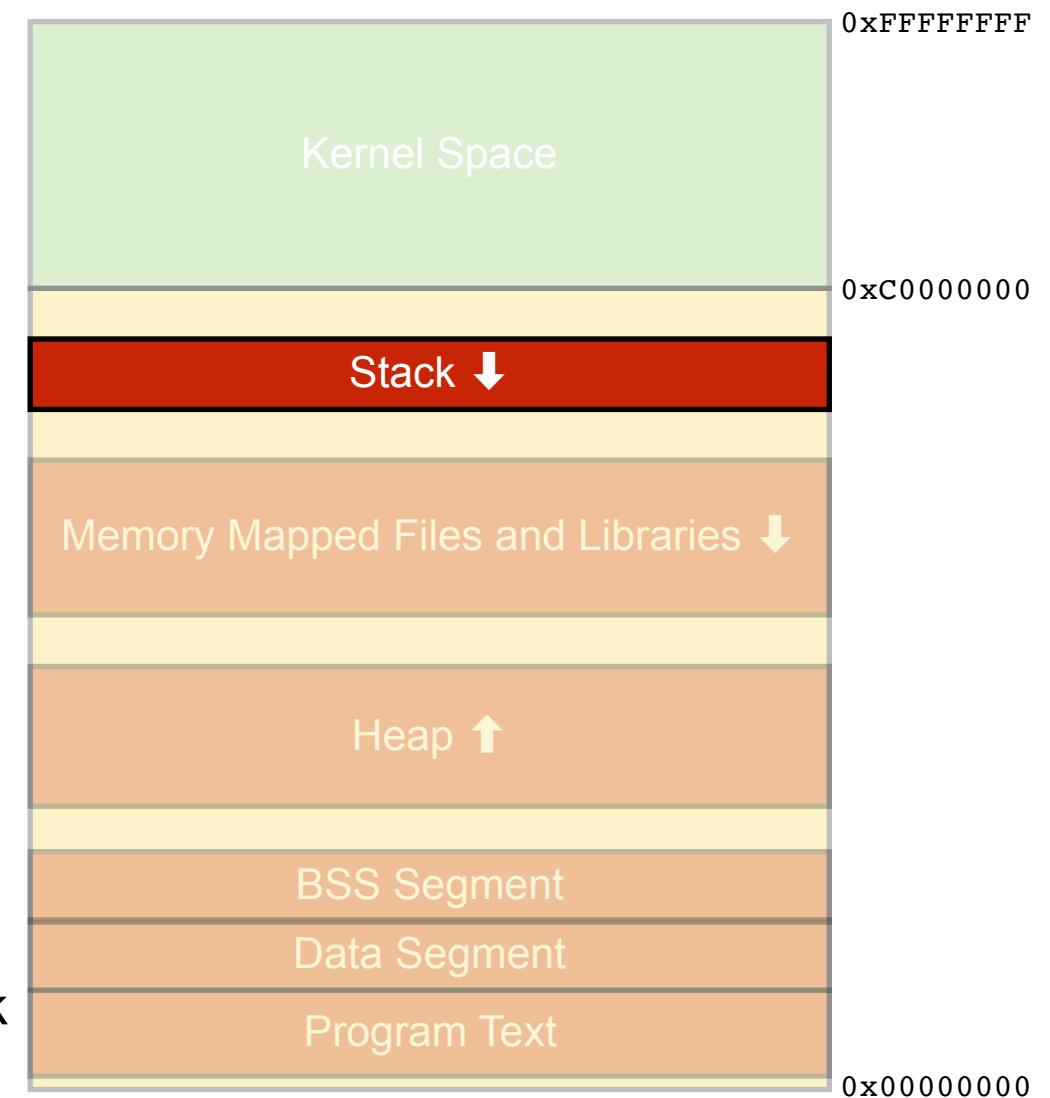 0xFFFFFFFF
Kernel Space
0xC0000000
Stack ⬇
Memory Mapped Files and Libraries ⬇
Heap ⬆
BSS Segment
Data Segment
k
Program Text
0x00000000